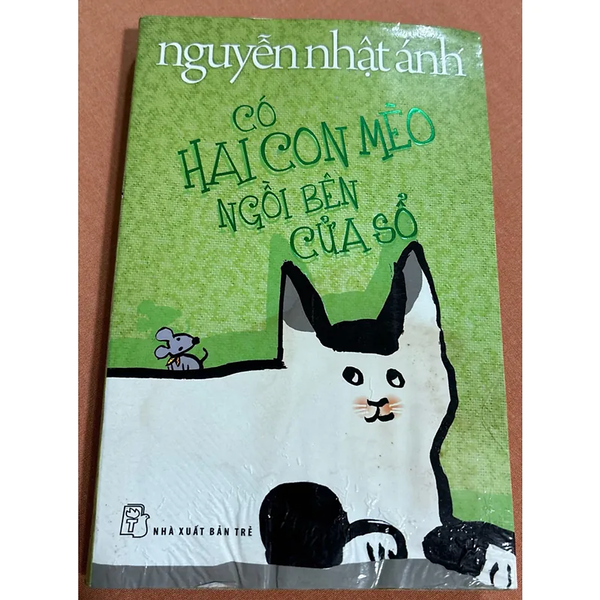 nguyễn nhật ánh
CÓ
HAI CON MÈO
NGỒI BÊN
CỬA SỔ
NHÀ XUẤT BẢN TRẺ